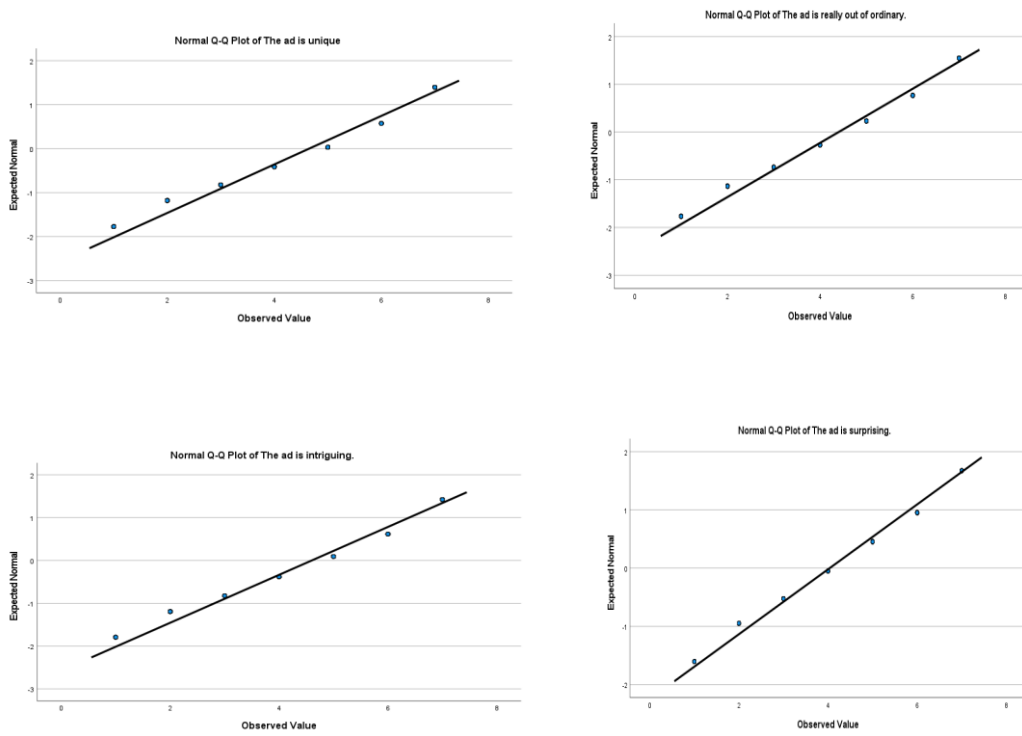 Normal Q-Q Plot of The ad is unique
2
1
0
-1
-2
-3
Expected Normal
0 2 4 6 8
Observed Value
Normal Q-Q Plot of The ad is really out of ordinary.
2
1
0
-1
-2
-3
Expected Normal
0 2 4 6 8
Observed Value
Normal Q-Q Plot of The ad is intriguing.
2
1
0
-1
-2
-3
Expected Normal
0 2 4 6 8
Observed Value
Normal Q-Q Plot of The ad is surprising.
2
1
0
-1
-2
Expected Normal
0 2 4 6 8
Observed Value